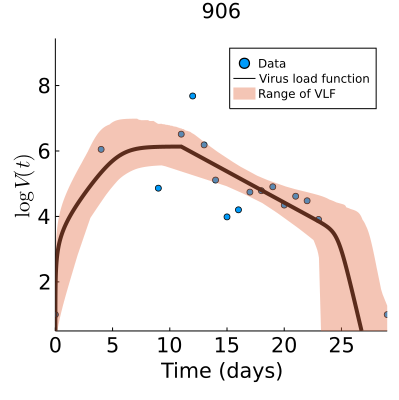 906
Data
Virus load function
Range of VLF
log V(t)
8
6
4
2
0 5 10 15 20 25
Time (days)